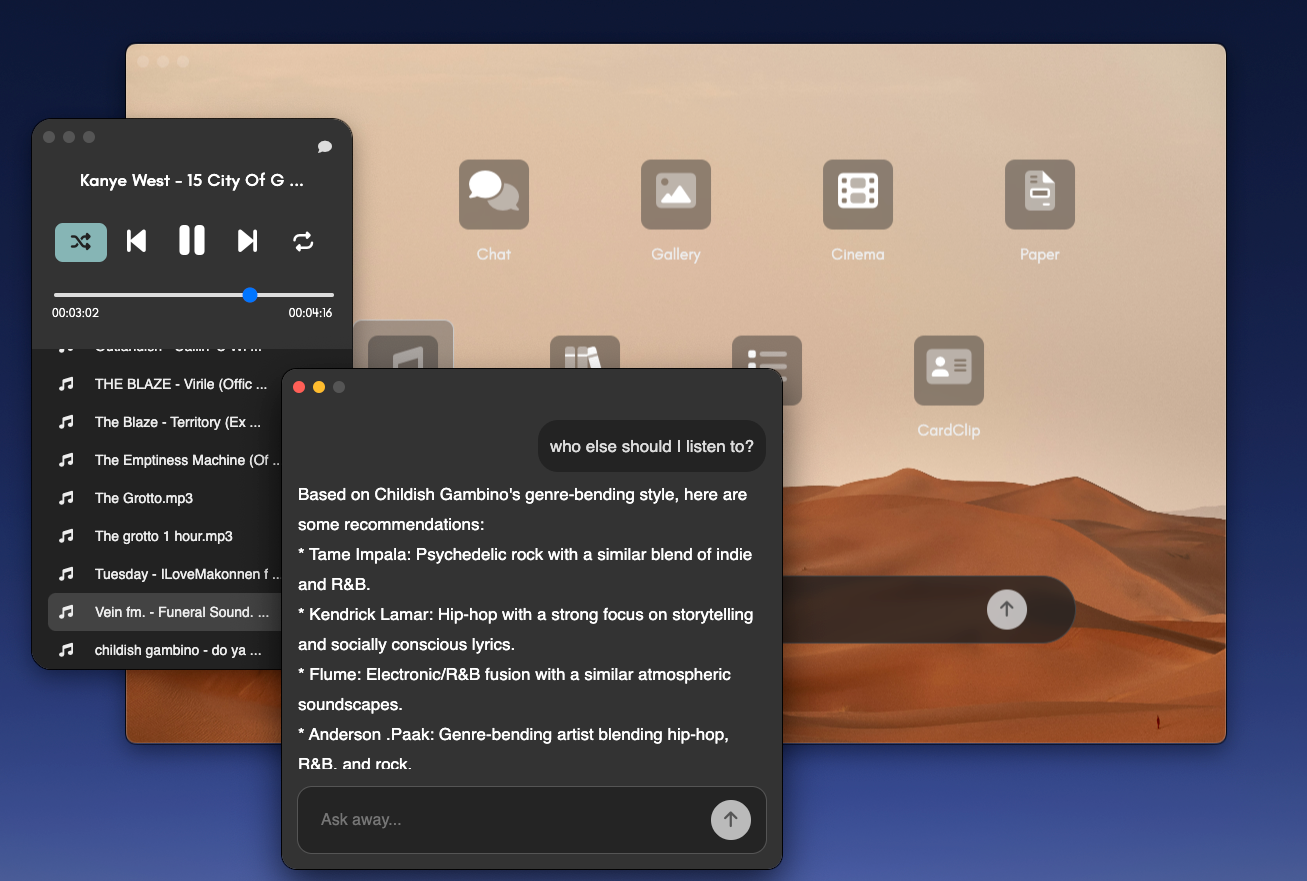 Kanye West - 15 City Of G ...
00:03:02
00:04:16
THE BLAZE - Virile (Offic ...
The Blaze - Territory (Ex ...
The Emptiness Machine (Of ..
The Grotto.mp3
The grotto 1 hour.mp3
Tuesday - ILoveMakonnen f ...
Vein fm. - Funeral Sound. ...
childish gambino - do ya ...
Chat
Gallery
Cinema
Paper
CardClip
who else should I listen to?
Based on Childish Gambino's genre-bending style, here are
some recommendations:
* Tame Impala: Psychedelic rock with a similar blend of indie
and R&B.
* Kendrick Lamar: Hip-hop with a strong focus on storytelling
and socially conscious lyrics.
* Flume: Electronic/R&B fusion with a similar atmospheric
soundscapes.
* Anderson .Paak: Genre-bending artist blending hip-hop,
R&B, and rock.
Ask away...